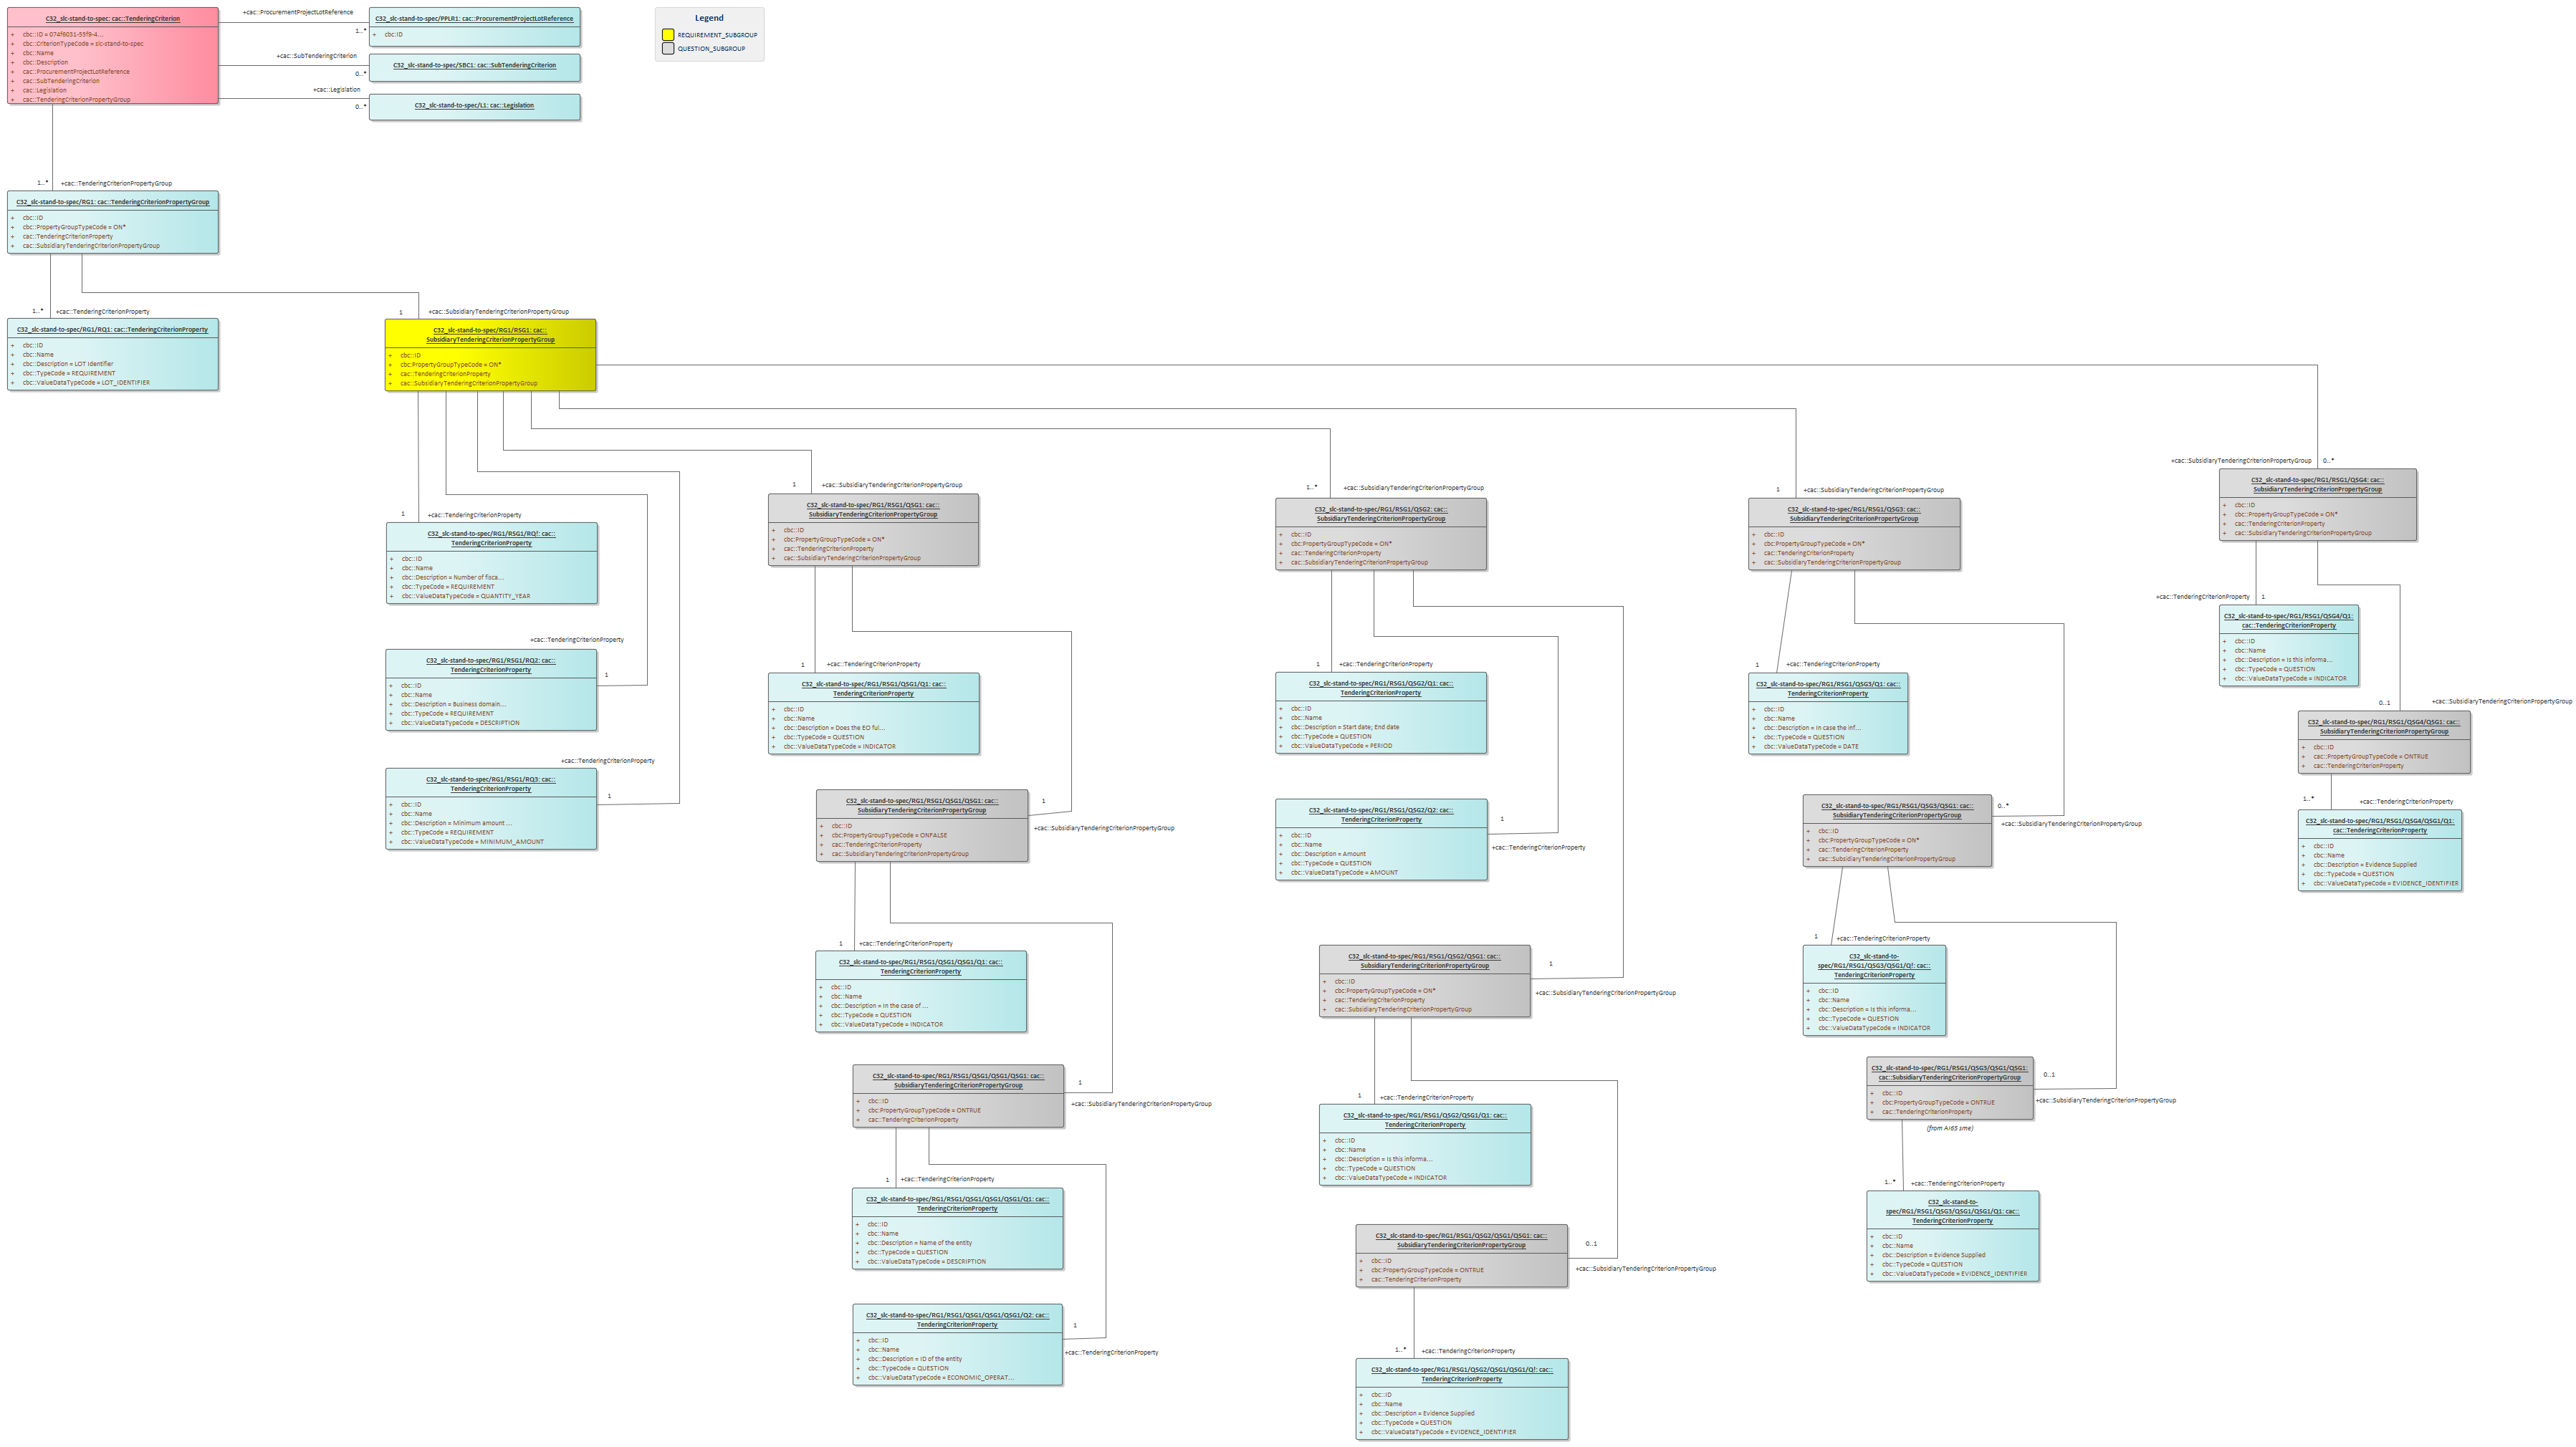 C32_slc-stand-to-spec: cac::TenderingCriterion
+ cbc::ID = 074f6031-55f9-4...
+ cbc::CriterionTypeCode = slc-stand-to-spec
+ cbc::Name
+ cbc::Description
+ cac::ProcurementProjectLotReference
+ cac::SubTenderingCriterion
+ cac::Legislation
+ cac::TenderingCriterionPropertyGroup
+cac::ProcurementProjectLotReference
1..*
C32_slc-stand-to-spec/PPLR1: cac::ProcurementProjectLotReference
+ cbc:ID
+cac::SubTenderingCriterion
0..*
C32_slc-stand-to-spec/SBC1: cac::SubTenderingCriterion
+cac::Legislation
0..*
C32_slc-stand-to-spec/L1: cac::Legislation
Legend
REQUIREMENT_SUBGROUP
QUESTION_SUBGROUP
1..* +cac::TenderingCriterionPropertyGroup
C32_slc-stand-to-spec/RG1: cac::TenderingCriterionPropertyGroup
+ cbc::ID
+ cbc::PropertyGroupTypeCode = ON*
+ cac::TenderingCriterionProperty
+ cac::SubsidiaryTenderingCriterionPropertyGroup
1..* +cac::TenderingCriterionProperty
C32_slc-stand-to-spec/RG1/RQ1: cac::TenderingCriterionProperty
+ cbc::ID
+ cbc::Name
+ cbc::Description = LOT Identifier
+ cbc::TypeCode = REQUIREMENT
+ cbc::ValueDataTypeCode = LOT_IDENTIFIER
1 +cac::SubsidiaryTenderingCriterionPropertyGroup
C32_slc-stand-to-spec/RG1/RSG1: cac::
SubsidiaryTenderingCriterionPropertyGroup
+ cbc::ID
+ cbc:PropertyGroupTypeCode = ON*
+ cac::TenderingCriterionProperty
+ cac::SubsidiaryTenderingCriterionPropertyGroup
1 +cac::TenderingCriterionProperty
C32_slc-stand-to-spec/RG1/RSG1/RQ!: cac::
TenderingCriterionProperty
+ cbc::ID
+ cbc::Name
+ cbc::Description = Number of fisca...
+ cbc::TypeCode = REQUIREMENT
+ cbc::ValueDataTypeCode = QUANTITY_YEAR
+cac::TenderingCriterionProperty
1
C32_slc-stand-to-spec/RG1/RSG1/RQ2: cac::
TenderingCriterionProperty
+ cbc::ID
+ cbc::Name
+ cbc::Description = Business domain...
+ cbc::TypeCode = REQUIREMENT
+ cbc::ValueDataTypeCode = DESCRIPTION
+cac::TenderingCriterionProperty
1
C32_slc-stand-to-spec/RG1/RSG1/RQ3: cac::
TenderingCriterionProperty
+ cbc::ID
+ cbc::Name
+ cbc::Description = Minimum amount ...
+ cbc::TypeCode = REQUIREMENT
+ cbc::ValueDataTypeCode = MINIMUM_AMOUNT
1 +cac::SubsidiaryTenderingCriterionPropertyGroup
C32_slc-stand-to-spec/RG1/RSG1/QSG1: cac::
SubsidiaryTenderingCriterionPropertyGroup
+ cbc::ID
+ cbc:PropertyGroupTypeCode = ON*
+ cac::TenderingCriterionProperty
+ cac::SubsidiaryTenderingCriterionPropertyGroup
1 +cac::TenderingCriterionProperty
C32_slc-stand-to-spec/RG1/RSG1/QSG1/Q1: cac::
TenderingCriterionProperty
+ cbc::ID
+ cbc::Name
+ cbc::Description = Does the EO ful...
+ cbc::TypeCode = QUESTION
+ cbc::ValueDataTypeCode = INDICATOR
1
+cac::SubsidiaryTenderingCriterionPropertyGroup
C32_slc-stand-to-spec/RG1/RSG1/QSG1/QSG1: cac::
SubsidiaryTenderingCriterionPropertyGroup
+ cbc::ID
+ cbc:PropertyGroupTypeCode = ONFALSE
+ cac::TenderingCriterionProperty
+ cac::SubsidiaryTenderingCriterionPropertyGroup
1 +cac::TenderingCriterionProperty
C32_slc-stand-to-spec/RG1/RSG1/QSG1/QSG1/Q1: cac::
TenderingCriterionProperty
+ cbc::ID
+ cbc::Name
+ cbc::Description = In the case of ...
+ cbc::TypeCode = QUESTION
+ cbc::ValueDataTypeCode = INDICATOR
1
+cac::SubsidiaryTenderingCriterionPropertyGroup
C32_slc-stand-to-spec/RG1/RSG1/QSG1/QSG1/QSG1: cac::
SubsidiaryTenderingCriterionPropertyGroup
+ cbc::ID
+ cbc:PropertyGroupTypeCode = ONTRUE
+ cac::TenderingCriterionProperty
1 +cac::TenderingCriterionProperty
C32_slc-stand-to-spec/RG1/RSG1/QSG1/QSG1/QSG1/Q1: cac::
TenderingCriterionProperty
+ cbc::ID
+ cbc::Name
+ cbc::Description = Name of the entity
+ cbc::TypeCode = QUESTION
+ cbc::ValueDataTypeCode = DESCRIPTION
1
+cac::TenderingCriterionProperty
C32_slc-stand-to-spec/RG1/RSG1/QSG1/QSG1/QSG1/Q2: cac::
TenderingCriterionProperty
+ cbc::ID
+ cbc::Name
+ cbc::Description = ID of the entity
+ cbc::TypeCode = QUESTION
+ cbc::ValueDataTypeCode = ECONOMIC_OPERAT...
1..* +cac::SubsidiaryTenderingCriterionPropertyGroup
C32_slc-stand-to-spec/RG1/RSG1/QSG2: cac::
SubsidiaryTenderingCriterionPropertyGroup
+ cbc::ID
+ cbc:PropertyGroupTypeCode = ON*
+ cac::TenderingCriterionProperty
+ cac::SubsidiaryTenderingCriterionPropertyGroup
1 +cac::TenderingCriterionProperty
C32_slc-stand-to-spec/RG1/RSG1/QSG2/Q1: cac::
TenderingCriterionProperty
+ cbc::ID
+ cbc::Name
+ cbc::Description = Start date; End date
+ cbc::TypeCode = QUESTION
+ cbc::ValueDataTypeCode = PERIOD
1
+cac::TenderingCriterionProperty
C32_slc-stand-to-spec/RG1/RSG1/QSG2/Q2: cac::
TenderingCriterionProperty
+ cbc::ID
+ cbc::Name
+ cbc::Description = Amount
+ cbc::TypeCode = QUESTION
+ cbc::ValueDataTypeCode = AMOUNT
1
+cac::SubsidiaryTenderingCriterionPropertyGroup
C32_slc-stand-to-spec/RG1/RSG1/QSG2/QSG1: cac::
SubsidiaryTenderingCriterionPropertyGroup
+ cbc::ID
+ cbc:PropertyGroupTypeCode = ON*
+ cac::TenderingCriterionProperty
+ cac::SubsidiaryTenderingCriterionPropertyGroup
1 +cac::TenderingCriterionProperty
C32_slc-stand-to-spec/RG1/RSG1/QSG2/QSG1/Q1: cac::
TenderingCriterionProperty
+ cbc::ID
+ cbc::Name
+ cbc::Description = Is this informa...
+ cbc::TypeCode = QUESTION
+ cbc::ValueDataTypeCode = INDICATOR
0..1
+cac::SubsidiaryTenderingCriterionPropertyGroup
C32_slc-stand-to-spec/RG1/RSG1/QSG2/QSG1/QSG1: cac::
SubsidiaryTenderingCriterionPropertyGroup
+ cbc::ID
+ cbc:PropertyGroupTypeCode = ONTRUE
+ cac::TenderingCriterionProperty
1..* +cac::TenderingCriterionProperty
C32_slc-stand-to-spec/RG1/RSG1/QSG2/QSG1/QSG1/Q!: cac::
TenderingCriterionProperty
+ cbc::ID
+ cbc::Name
+ cbc::Description = Evidence Supplied
+ cbc::TypeCode = QUESTION
+ cbc::ValueDataTypeCode = EVIDENCE_IDENTIFIER
1 +cac::SubsidiaryTenderingCriterionPropertyGroup
C32_slc-stand-to-spec/RG1/RSG1/QSG3: cac::
SubsidiaryTenderingCriterionPropertyGroup
+ cbc::ID
+ cbc:PropertyGroupTypeCode = ON*
+ cac::TenderingCriterionProperty
+ cac::SubsidiaryTenderingCriterionPropertyGroup
1 +cac::TenderingCriterionProperty
C32_slc-stand-to-spec/RG1/RSG1/QSG3/Q1: cac::
TenderingCriterionProperty
+ cbc::ID
+ cbc::Name
+ cbc::Description = In case the inf...
+ cbc::TypeCode = QUESTION
+ cbc::ValueDataTypeCode = DATE
0..*
+cac::SubsidiaryTenderingCriterionPropertyGroup
C32_slc-stand-to-spec/RG1/RSG1/QSG3/QSG1: cac::
SubsidiaryTenderingCriterionPropertyGroup
+ cbc::ID
+ cbc:PropertyGroupTypeCode = ON*
+ cac::TenderingCriterionProperty
+ cac::SubsidiaryTenderingCriterionPropertyGroup
1 +cac::TenderingCriterionProperty
C32_slc-stand-to-
spec/RG1/RSG1/QSG3/QSG1/Q!: cac::
TenderingCriterionProperty
+ cbc::ID
+ cbc::Name
+ cbc::Description = Is this informa...
+ cbc::TypeCode = QUESTION
+ cbc::ValueDataTypeCode = INDICATOR
0..1
+cac::SubsidiaryTenderingCriterionPropertyGroup
C32_slc-stand-to-spec/RG1/RSG1/QSG3/QSG1/QSG1:
cac::SubsidiaryTenderingCriterionPropertyGroup
+ cbc::ID
+ cbc:PropertyGroupTypeCode = ONTRUE
+ cac::TenderingCriterionProperty
(from AI65 sme)
1..* +cac::TenderingCriterionProperty
C32_slc-stand-to-
spec/RG1/RSG1/QSG3/QSG1/QSG1/Q1: cac::
TenderingCriterionProperty
+ cbc::ID
+ cbc::Name
+ cbc::Description = Evidence Supplied
+ cbc::TypeCode = QUESTION
+ cbc::ValueDataTypeCode = EVIDENCE_IDENTIFIER
+cac::SubsidiaryTenderingCriterionPropertyGroup 0..*
C32_slc-stand-to-spec/RG1/RSG1/QSG4: cac::
SubsidiaryTenderingCriterionPropertyGroup
+ cbc::ID
+ cbc::PropertyGroupTypeCode = ON*
+ cac::TenderingCriterionProperty
+ cac::SubsidiaryTenderingCriterionPropertyGroup
+cac::TenderingCriterionProperty 1
C32_slc-stand-to-spec/RG1/RSG1/QSG4/Q1:
cac::TenderingCriterionProperty
+ cbc::ID
+ cbc::Name
+ cbc::Description = Is this informa...
+ cbc::TypeCode = QUESTION
+ cbc::ValueDataTypeCode = INDICATOR
0..1 +cac::SubsidiaryTenderingCriterionPropertyGroup
C32_slc-stand-to-spec/RG1/RSG1/QSG4/QSG1: cac::
SubsidiaryTenderingCriterionPropertyGroup
+ cbc::ID
+ cac::PropertyGroupTypeCode = ONTRUE
+ cac::TenderingCriterionProperty
1..* +cac::TenderingCriterionProperty
C32_slc-stand-to-spec/RG1/RSG1/QSG4/QSG1/Q1:
cac::TenderingCriterionProperty
+ cbc::ID
+ cbc::Name
+ cbc::Description = Evidence Supplied
+ cbc::TypeCode = QUESTION
+ cbc::ValueDataTypeCode = EVIDENCE_IDENTIFIER